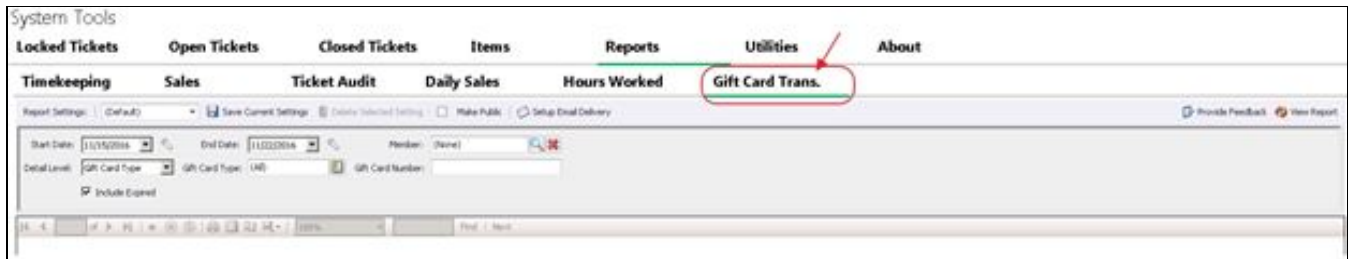 System Tools
Locked Tickets Open Tickets Closed Tickets Items Reports Utilities About
Timekeeping Sales Ticket Audit Daily Sales Hours Worked Gift Card Trans.
Report Settings: (Default) Save Current Settings Delete Selected Setting Make Public Setup Email Delivery Provide Feedback View Report
Start Date: 11/15/2016 End Date: 11/22/2016 Member: (None)
Detail Level: Gift Card Type Gift Card Type: (All) Gift Card Number:
Include Expired
of 100% Find | Next